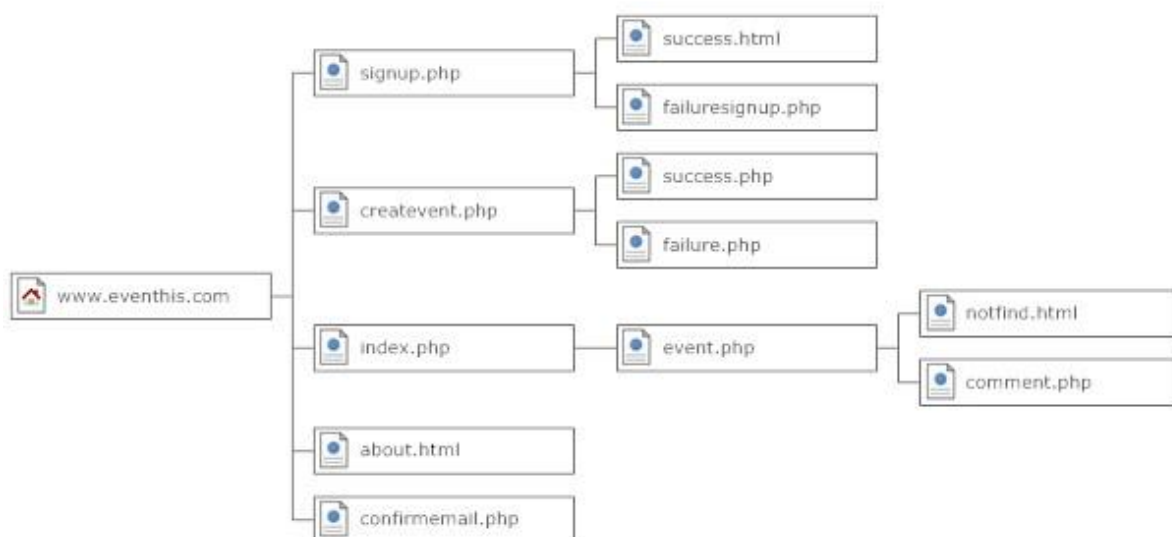 www.eventhis.com
signup.php
success.html
failuresignup.php
createvent.php
success.php
failure.php
index.php
event.php
notfind.html
comment.php
about.html
confirmemail.php